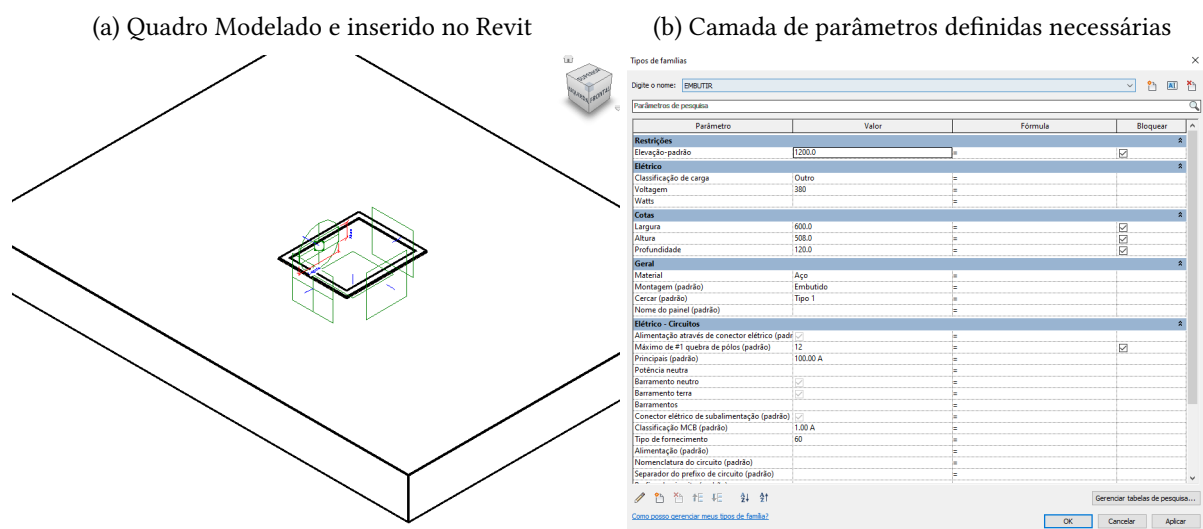 (a) Quadro Modelado e inserido no Revit
(b) Camada de parâmetros definidas necessárias
SUPERIOR
FRONTAL
Tipos de famílias
Digite o nome: EMBUTIR
Parâmetros de pesquisa
Parâmetro Valor Fórmula Bloquear
Restrições
Elevação-padrão 1200.0 =
Elétrico
Classificação de carga Outro =
Voltagem 380 =
Watts =
Cotas
Largura 600.0 =
Altura 508.0 =
Profundidade 120.0 =
Geral
Material Aço =
Montagem (padrão) Embutido =
Cercar (padrão) Tipo 1 =
Nome do painel (padrão) =
Elétrico - Circuitos
Alimentação através de conector elétrico (padr =
Máximo de #1 quebra de pólos (padrão) 12 =
Principais (padrão) 100.00 A =
Potência neutra =
Barramento neutro =
Barramento terra =
Barramentos =
Conector elétrico de subalimentação (padrão) =
Classificação MCB (padrão) 1.00 A =
Tipo de fornecimento 60 =
Alimentação (padrão) =
Nomenclatura do circuito (padrão) =
Separador do prefixo de circuito (padrão) =
Gerenciar tabelas de pesquisa...
Como posso gerenciar meus tipos de família?
OK Cancelar Aplicar